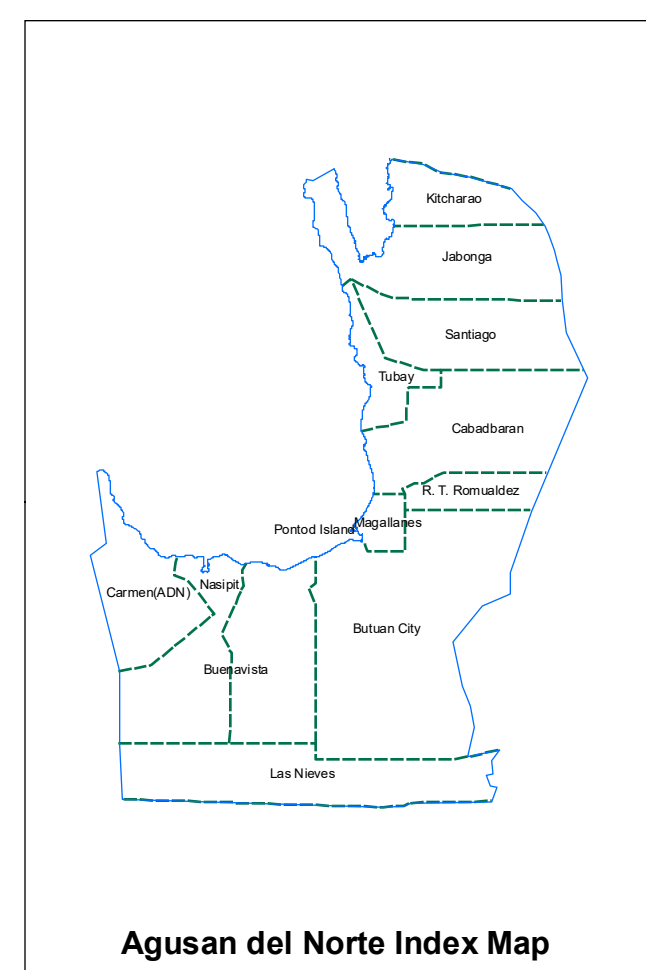 Kitcharao
Jabonga
Santiago
Tubay
Cabadbaran
R. T. Romualdez
Magallanes
Pontod Island
Nasipit
Carmen(ADN)
Butuan City
Buenavista
Las Nieves
Agusan del Norte Index Map